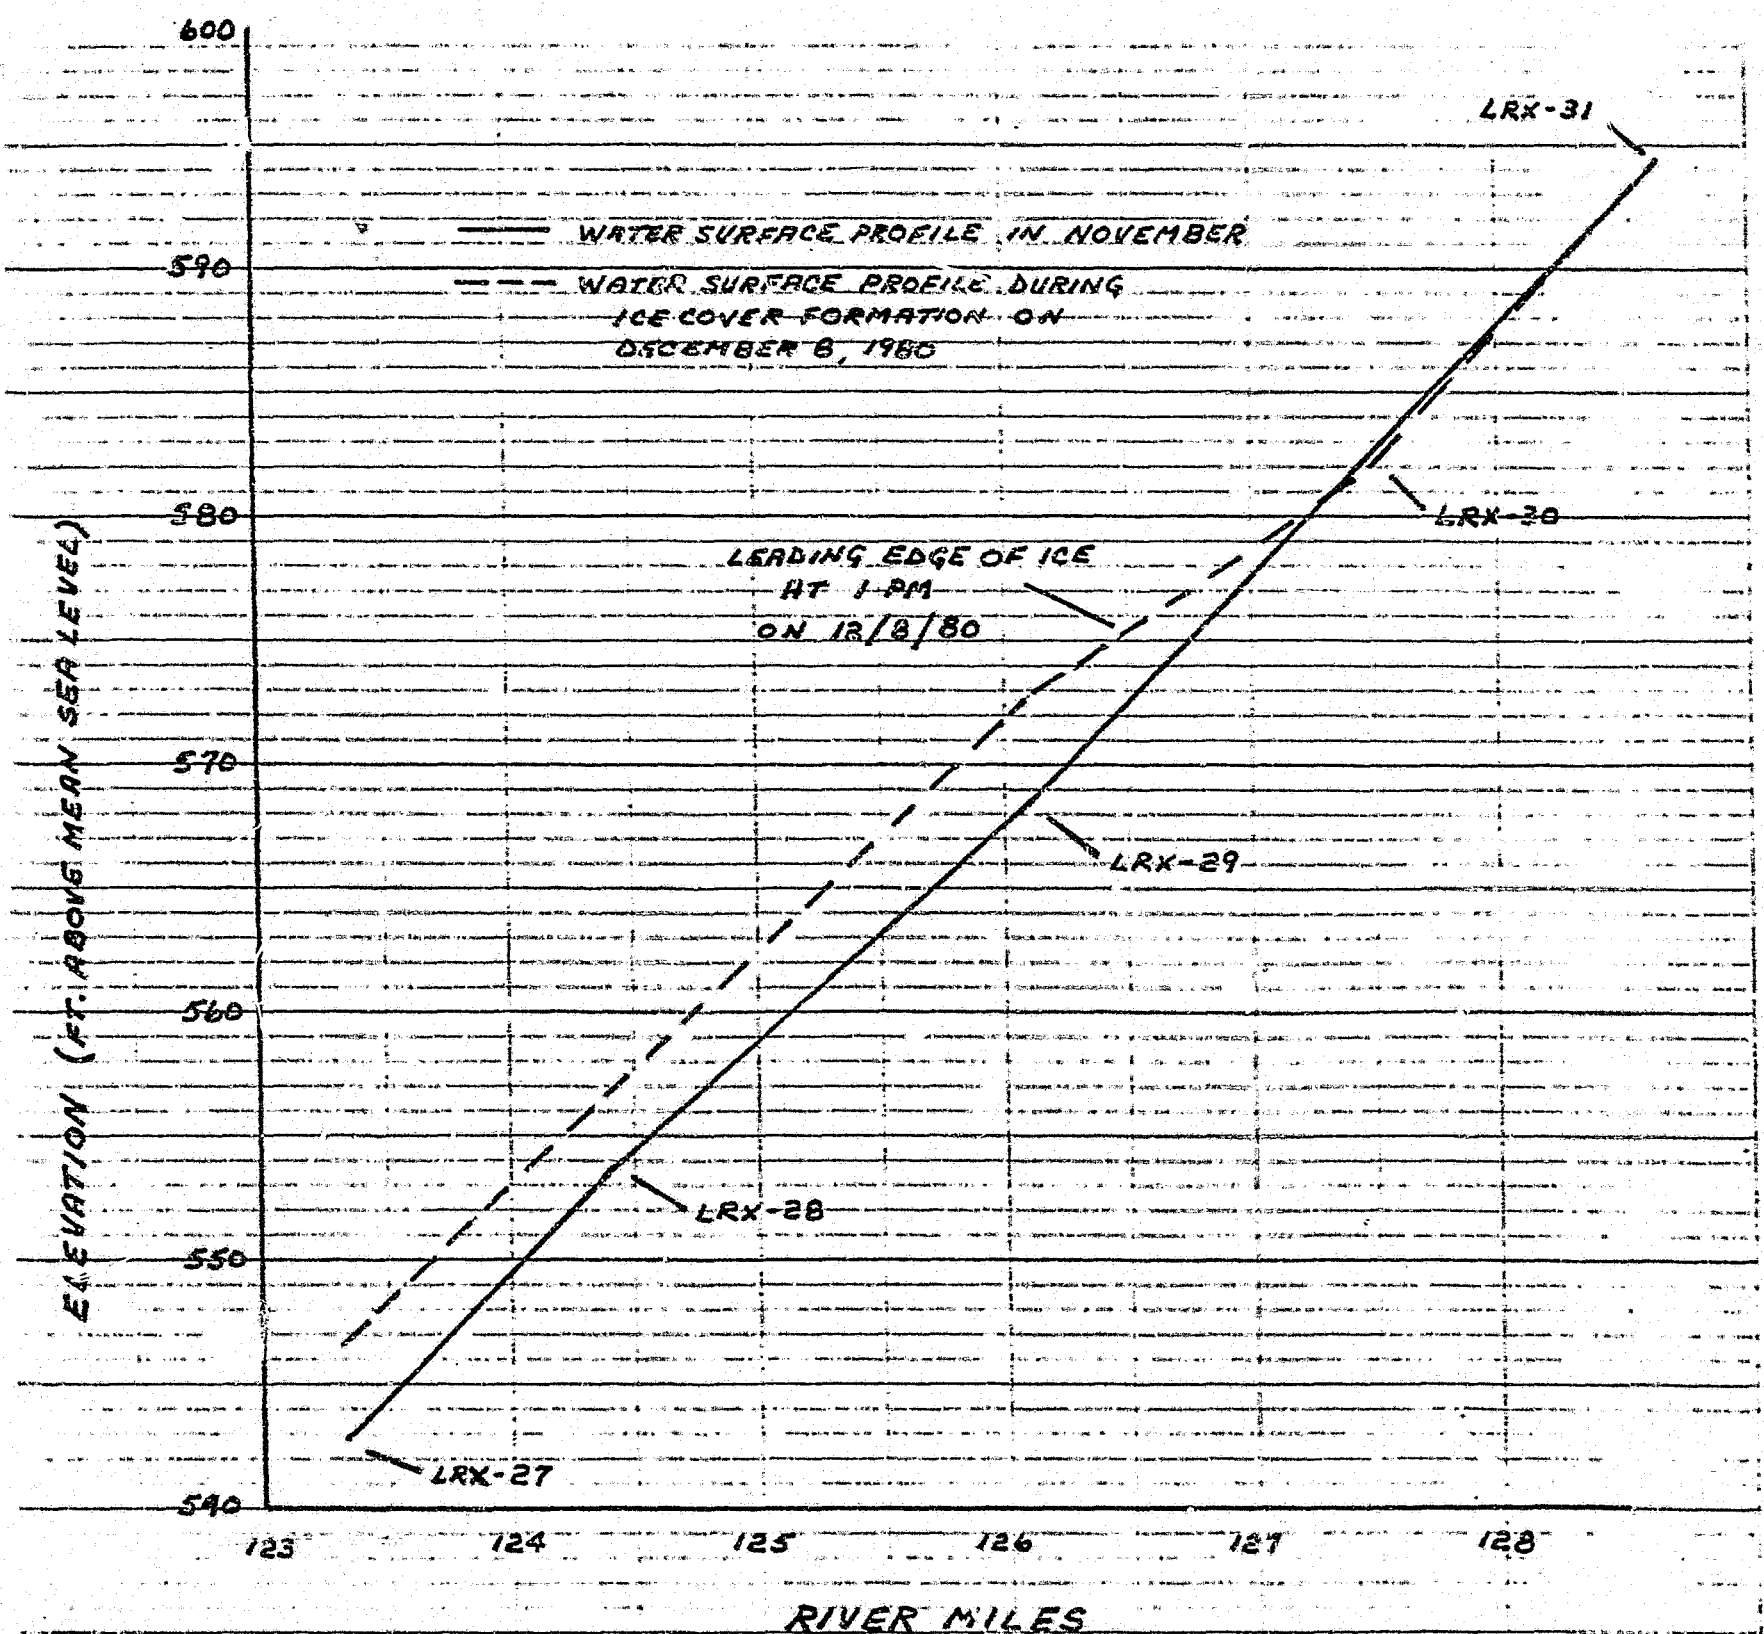 600
LRX-31
WATER SURFACE PROFILE IN NOVEMBER
590
WATER SURFACE PROFILE DURING
ICE COVER FORMATION ON
DECEMBER 8, 1980
580
LRX-30
LEADING EDGE OF ICE
AT 1 PM
ON 12/8/80
570
LRX-29
560
LRX-28
550
LRX-27
540
ELEVATION (FT. ABOVE MEAN SEA LEVEL)
123 124 125 126 127 128
RIVER MILES